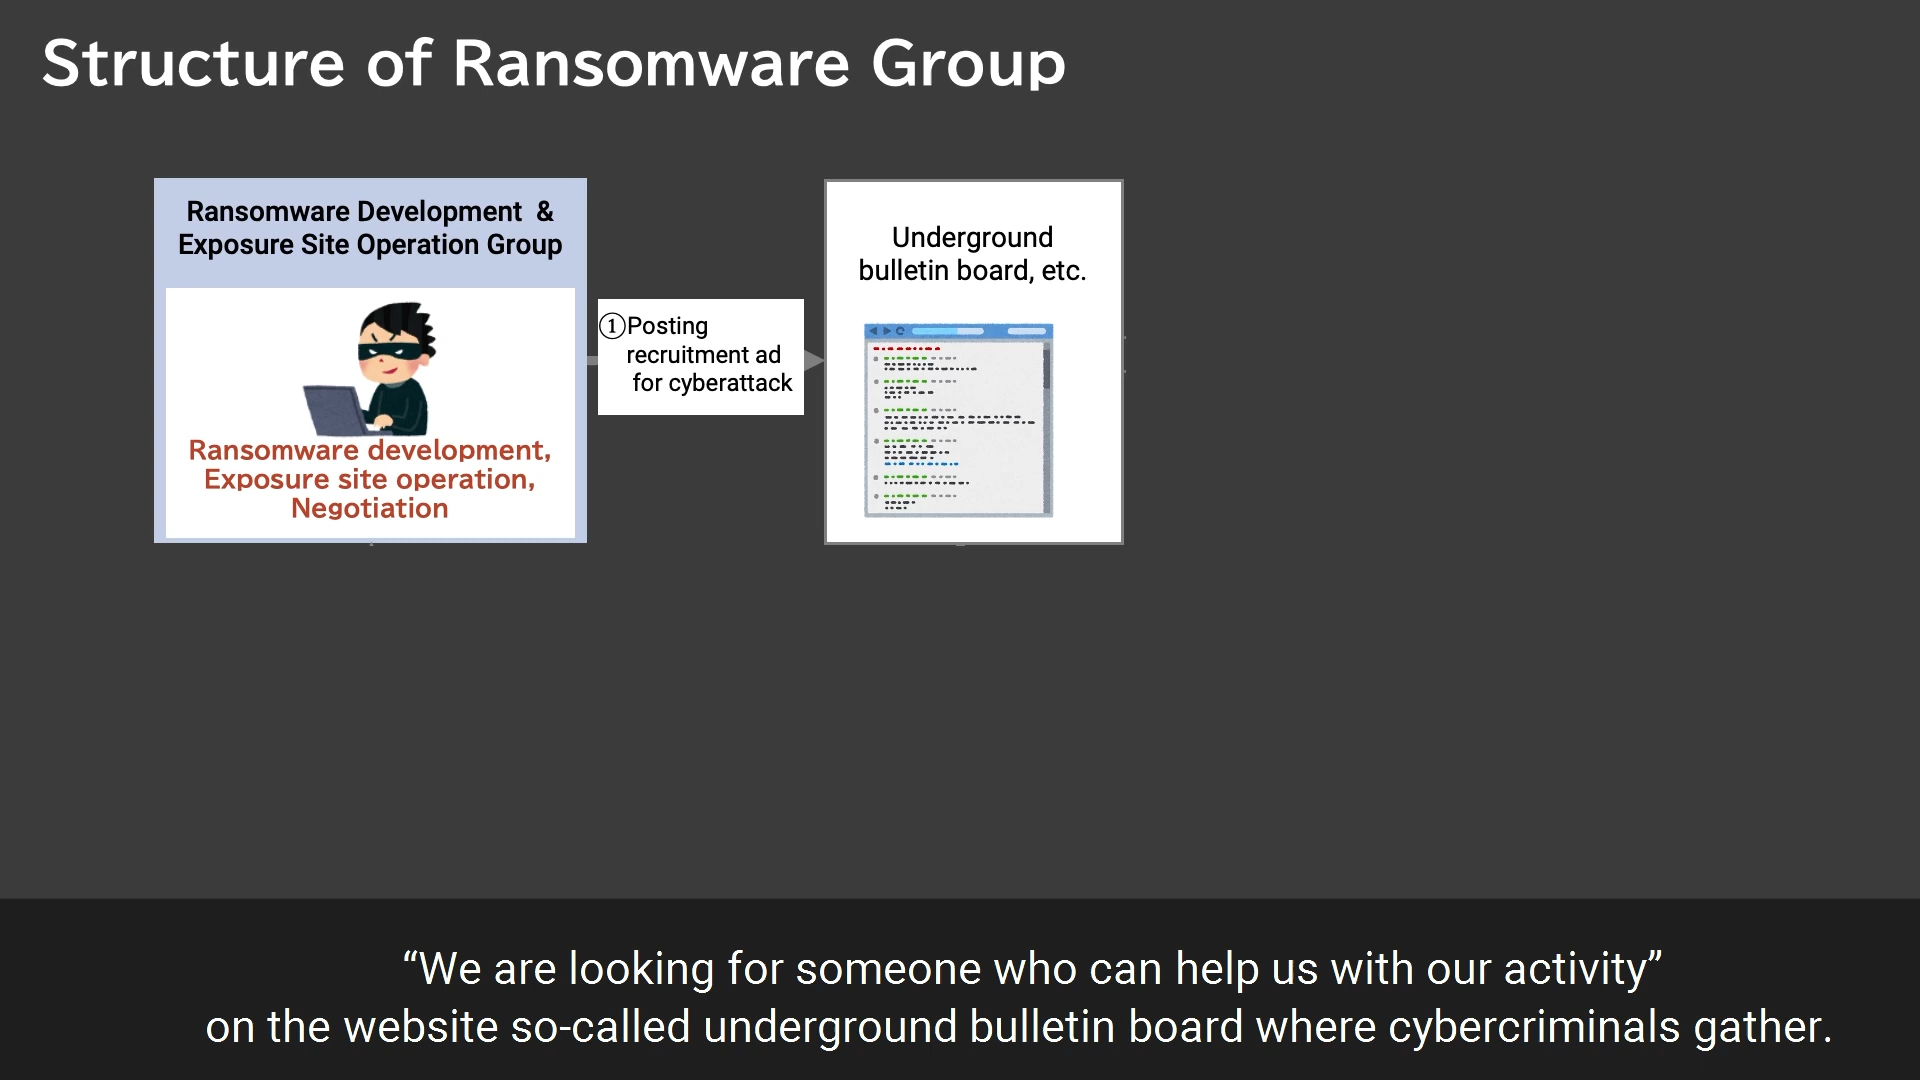 Structure of Ransomware Group
Ransomware Development &
Exposure Site Operation Group
Ransomware development,
Exposure site operation,
Negotiation
①Posting
recruitment ad
for cyberattack
Underground
bulletin board, etc.
“We are looking for someone who can help us with our activity”
on the website so-called underground bulletin board where cybercriminals gather.